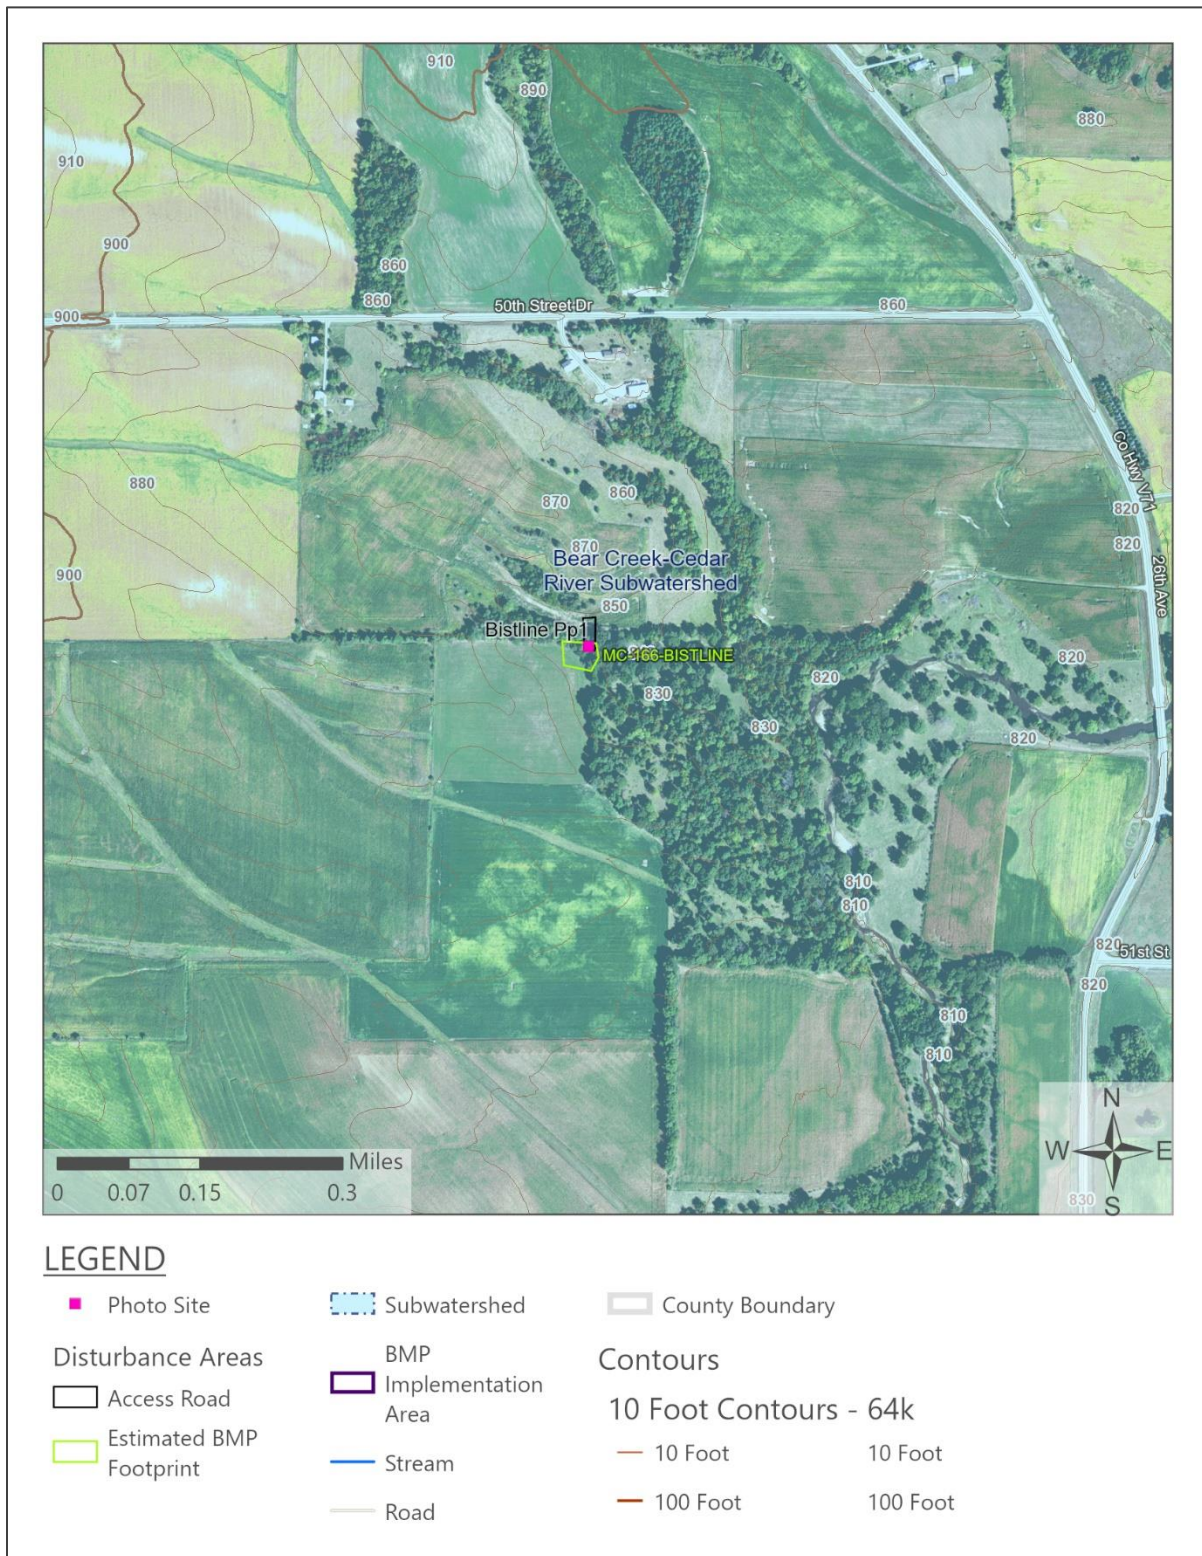 910
890
880
910
900
860
860
900
50th Street Dr
860
Co Hwy V71
880
870
860
820
820
870
900
Bear Creek-Cedar
River Subwatershed
26th Ave
850
Bistline Pp1
MC-166-BISTLINE
820
820
830
830
820
810
810
820
51st St
820
810
810
N
W E
S
830
Miles
0 0.07 0.15 0.3
LEGEND
Photo Site
Disturbance Areas
Access Road
Estimated BMP
Footprint
Subwatershed
BMP
Implementation
Area
Stream
Road
County Boundary
Contours
10 Foot Contours - 64k
10 Foot 10 Foot
100 Foot 100 Foot